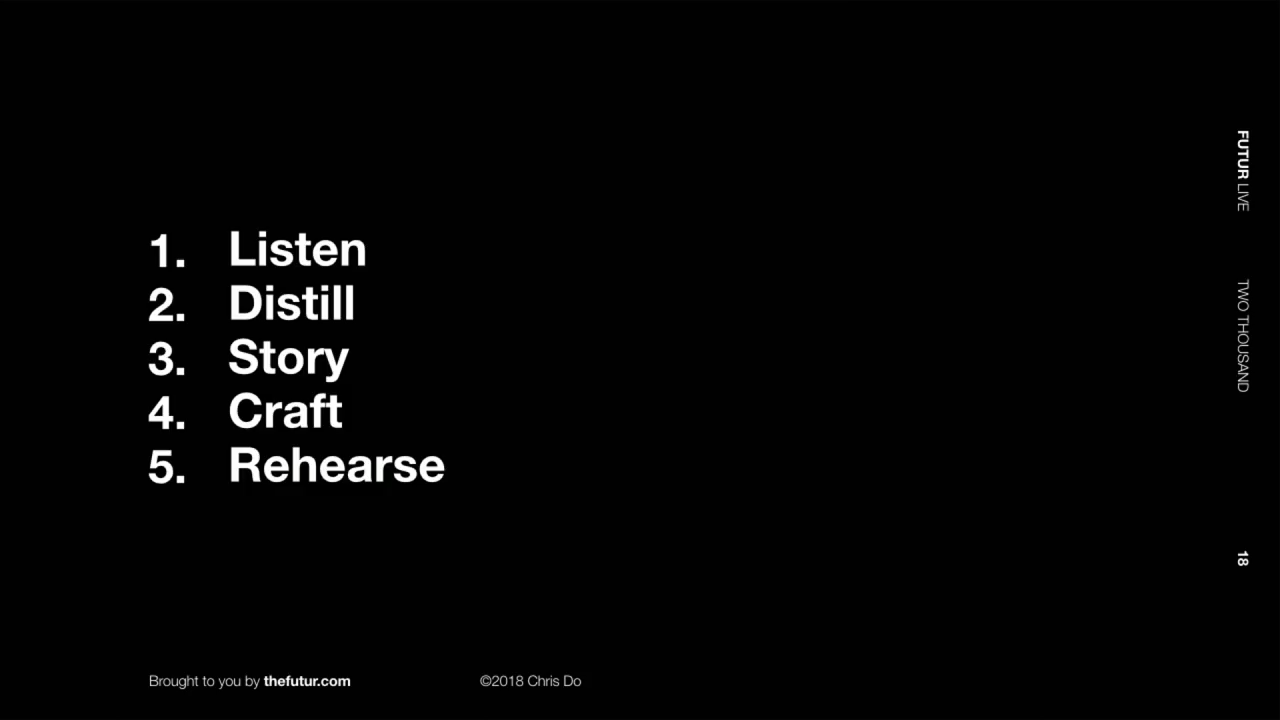 1. Listen
2. Distill
3. Story
4. Craft
5. Rehearse
FUTUR LIVE
TWO THOUSAND
18
Brought to you by thefutur.com
©2018 Chris Do